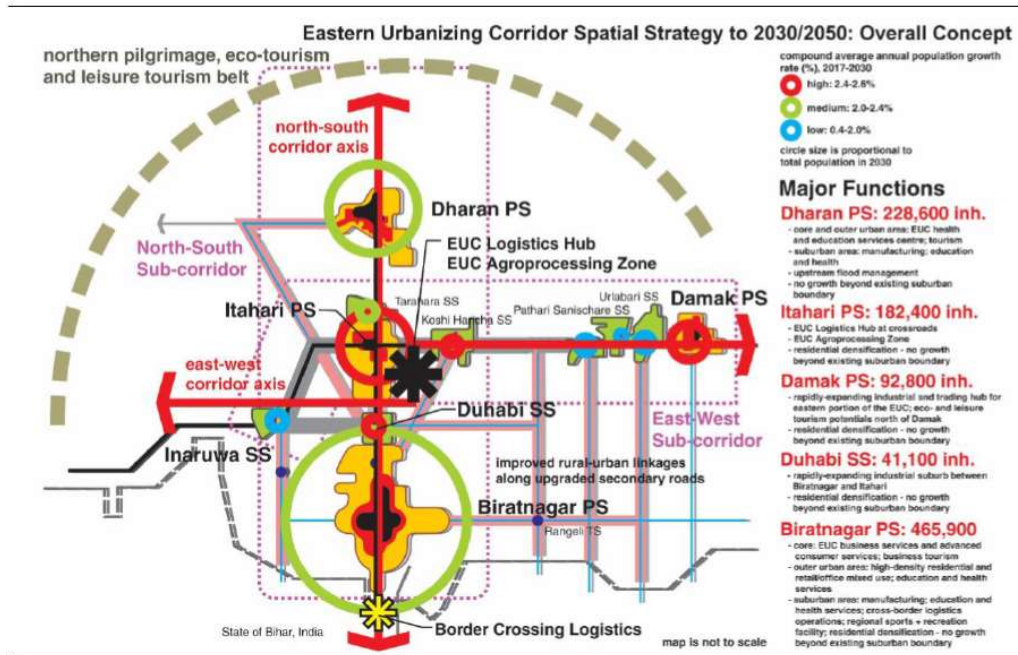 Eastern Urbanizing Corridor Spatial Strategy to 2030/2050: Overall Concept
northern pilgrimage, eco-tourism
and leisure tourism belt
compound average annual population growth
rate (%), 2017-2030
high: 2.4-2.6%
medium: 2.0-2.4%
low: 0.4-2.0%
circle size is proportional to
total population in 2030
north-south
corridor axis
Dharan PS
North-South
Sub-corridor
EUC Logistics Hub
EUC Agroprocessing Zone
Itahari PS
Tarahara SS
Koshi Haricha SS
Pathari Sanischare SS
Urlabari SS
Damak PS
east-west
corridor axis
Duhabi SS
East-West
Sub-corridor
Inaruwa SS
improved rural-urban linkages
along upgraded secondary roads
Biratnagar PS
Rangeli TS
State of Bihar, India
Border Crossing Logistics
map is not to scale
Major Functions
Dharan PS: 228,600 inh.
- core and outer urban area: EUC health
and education services centre; tourism
- suburban area: manufacturing; education
and health
- upstream flood management
- no growth beyond existing suburban
boundary
Itahari PS: 182,400 inh.
- EUC Logistics Hub at crossroads
- EUC Agroprocessing Zone
- residential densification - no growth
beyond existing suburban boundary
Damak PS: 92,800 inh.
- rapidly-expanding industrial and trading hub for
eastern portion of the EUC; eco- and leisure
tourism potentials north of Damak
- residential densification - no growth
beyond existing suburban boundary
Duhabi SS: 41,100 inh.
- rapidly-expanding industrial suburb between
Biratnagar and Itahari
- residential densification - no growth
beyond existing suburban boundary
Biratnagar PS: 465,900
- core: EUC business services and advanced
consumer services; business tourism
- outer urban area: high-density residential and
retail/office mixed use; education and health
services
- suburban area: manufacturing; education and
health services; cross-border logistics
operations; regional sports + recreation
facility; residential densification - no growth
beyond existing suburban boundary